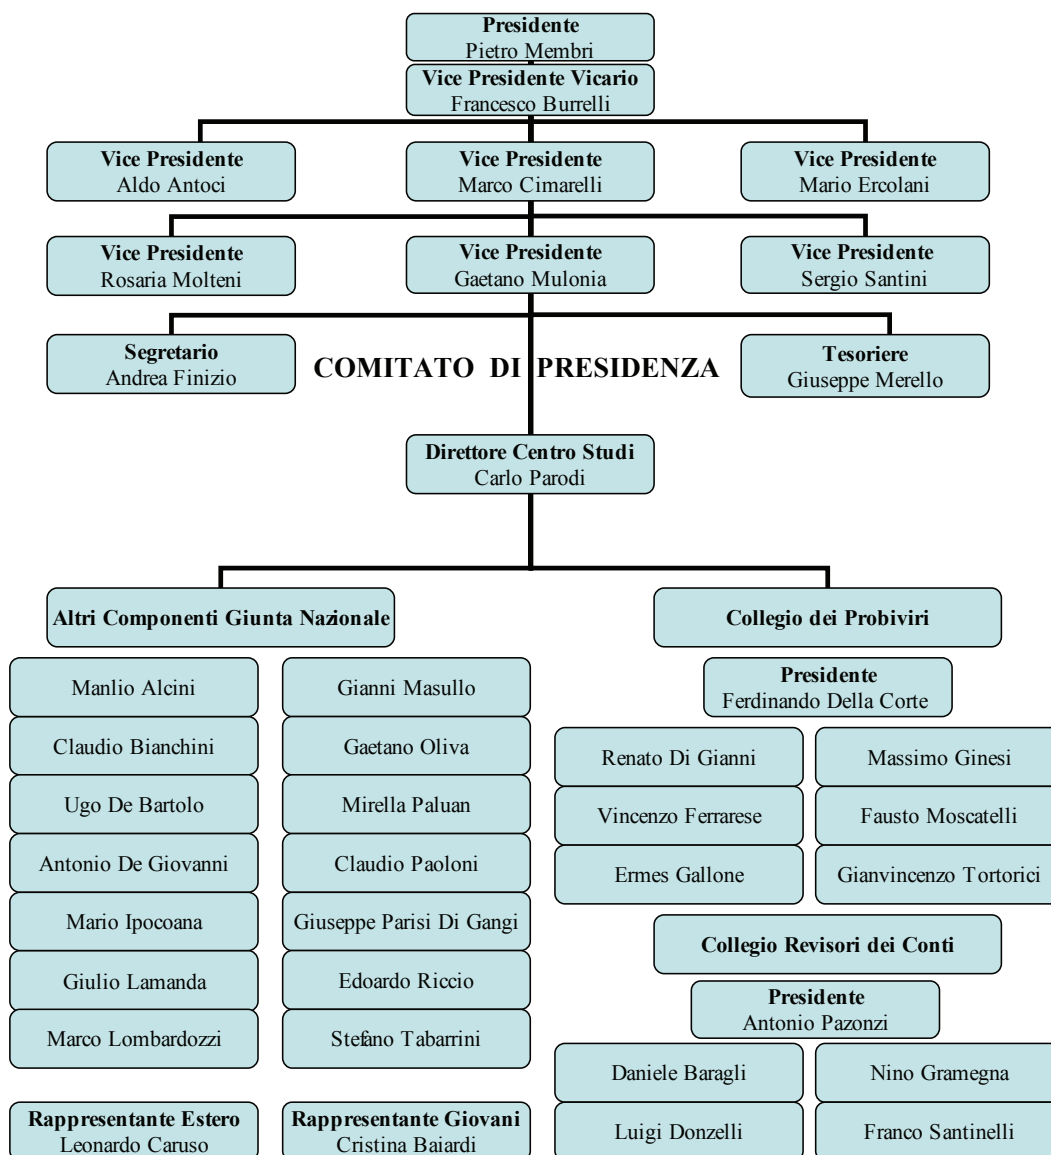 Presidente
Pietro Membri
Vice Presidente Vicario
Francesco Burrelli
Vice Presidente
Aldo Antoci
Vice Presidente
Marco Cimarelli
Vice Presidente
Mario Ercolani
Vice Presidente
Rosaria Molteni
Vice Presidente
Gaetano Mulonia
Vice Presidente
Sergio Santini
Segretario
Andrea Finizio
COMITATO DI PRESIDENZA
Tesoriere
Giuseppe Merello
Direttore Centro Studi
Carlo Parodi
Altri Componenti Giunta Nazionale
Manlio Alcini
Claudio Bianchini
Ugo De Bartolo
Antonio De Giovanni
Mario Ipocoana
Giulio Lamanda
Marco Lombardozzi
Gianni Masullo
Gaetano Oliva
Mirella Paluan
Claudio Paoloni
Giuseppe Parisi Di Gangi
Edoardo Riccio
Stefano Tabarrini
Rappresentante Estero
Leonardo Caruso
Rappresentante Giovani
Cristina Baiardi
Collegio dei Probiviri
Presidente
Ferdinando Della Corte
Renato Di Gianni
Vincenzo Ferrarese
Ermes Gallone
Massimo Ginesi
Fausto Moscatelli
Gianvincenzo Tortorici
Collegio Revisori dei Conti
Presidente
Antonio Pazonzi
Daniele Baragli
Luigi Donzelli
Nino Gramegna
Franco Santinelli